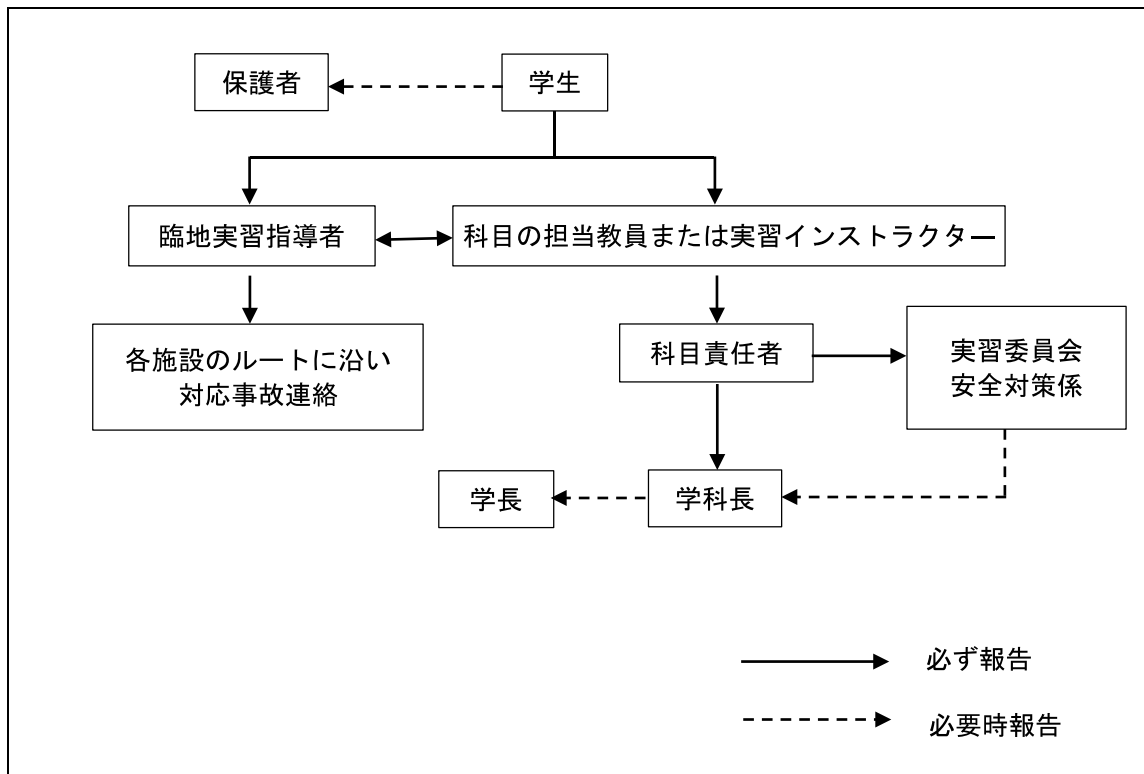 保護者
学生
臨地実習指導者
科目の担当教員または実習インストラクター
各施設のルートに沿い
対応事故連絡
科目責任者
実習委員会
安全対策係
学長
学科長
必ず報告
必要時報告